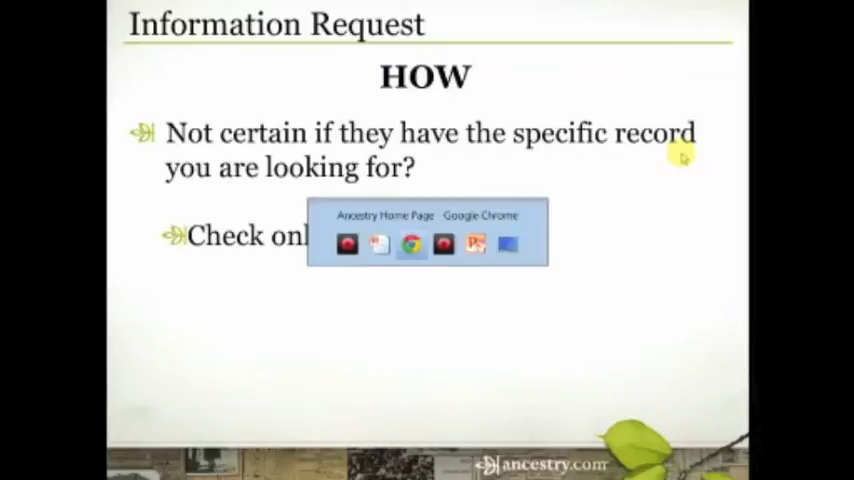 Information Request
HOW
Not certain if they have the specific record
you are looking for?
Ancestry Home Page - Google Chrome
Check onl
ancestry.com